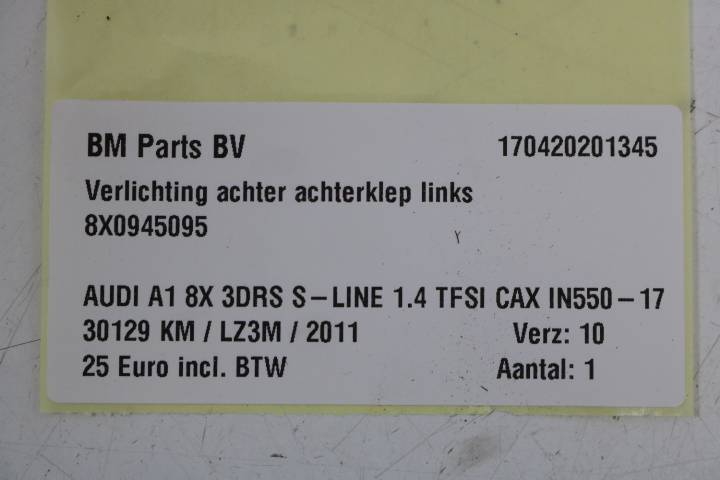 BM Parts BV 170420201345
Verlichting achter achterklep links
8X0945095
AUDI A1 8X 3DRS S-LINE 1.4 TFSI CAX IN550-17
30129 KM / LZ3M / 2011 Verz: 10
25 Euro incl. BTW Aantal: 1